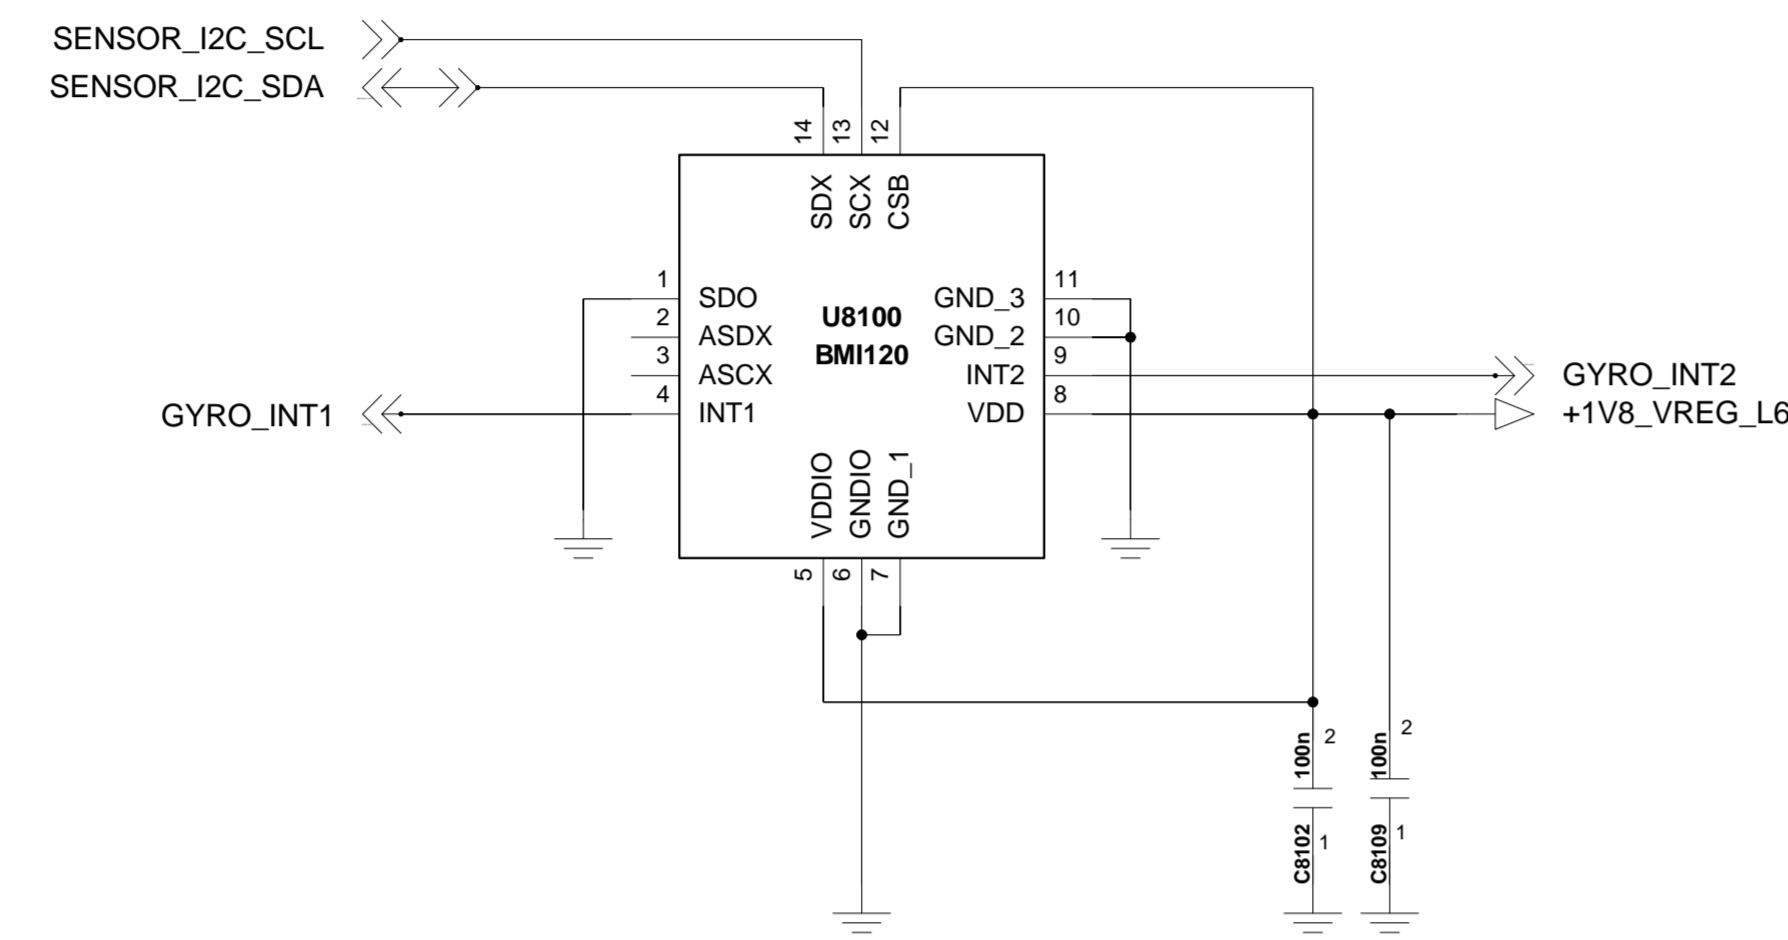 SENSOR_I2C_SCL
SENSOR_I2C_SDA
14
13
12
SDX
SCX
CSB
1
SDO
2
ASDX
3
ASCX
4
INT1
GYRO_INT1
U8100
BMI120
11
GND_3
10
GND_2
9
INT2
8
VDD
GYRO_INT2
+1V8_VREG_L6
VDDIO
GNDIO
GND_1
5
6
7
100n
2
C8102
1
100n
2
C8109
1